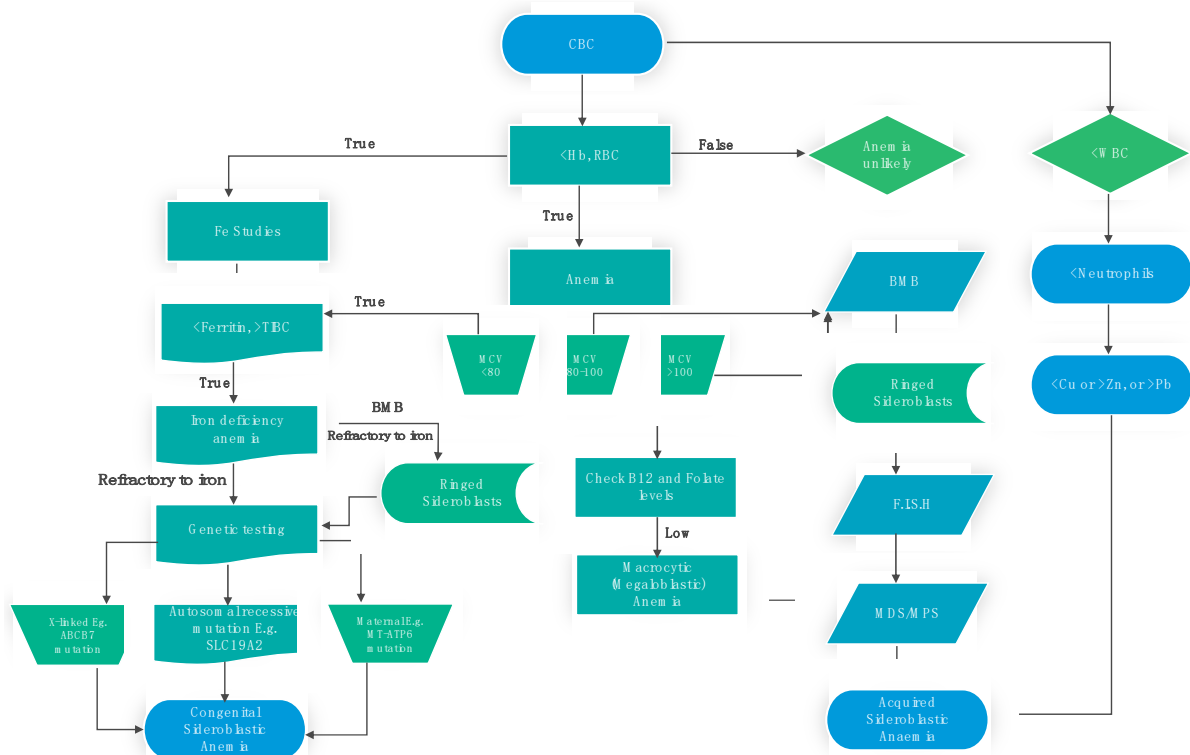 CBC
True
<Hb,RBC
False
Anemia
unlikely
<WBC
Fe Studies
True
Anemia
BMB
<Neutrophils
<Ferritin, >TIBC
True
MCV
<80
MCV
80-100
MCV
>100
Ringed
Sideroblasts
<Cu or >Zn, or >Pb
True
Iron deficiency
anemia
BMB
Refractory to iron
Refractory to iron
Ringed
Sideroblasts
Check B12 and Folate
levels
F.I.S.H
Genetic testing
Low
Macrocytic
(Megaloblastic)
Anemia
MDS/MPS
X-linked Eg.
ABCB7
mutation
Autosomal recessive
mutation E.g.
SLC19A2
Maternal E.g.
MT-ATP6
mutation
Congenital
Sideroblastic
Anemia
Acquired
Sideroblastic
Anaemia